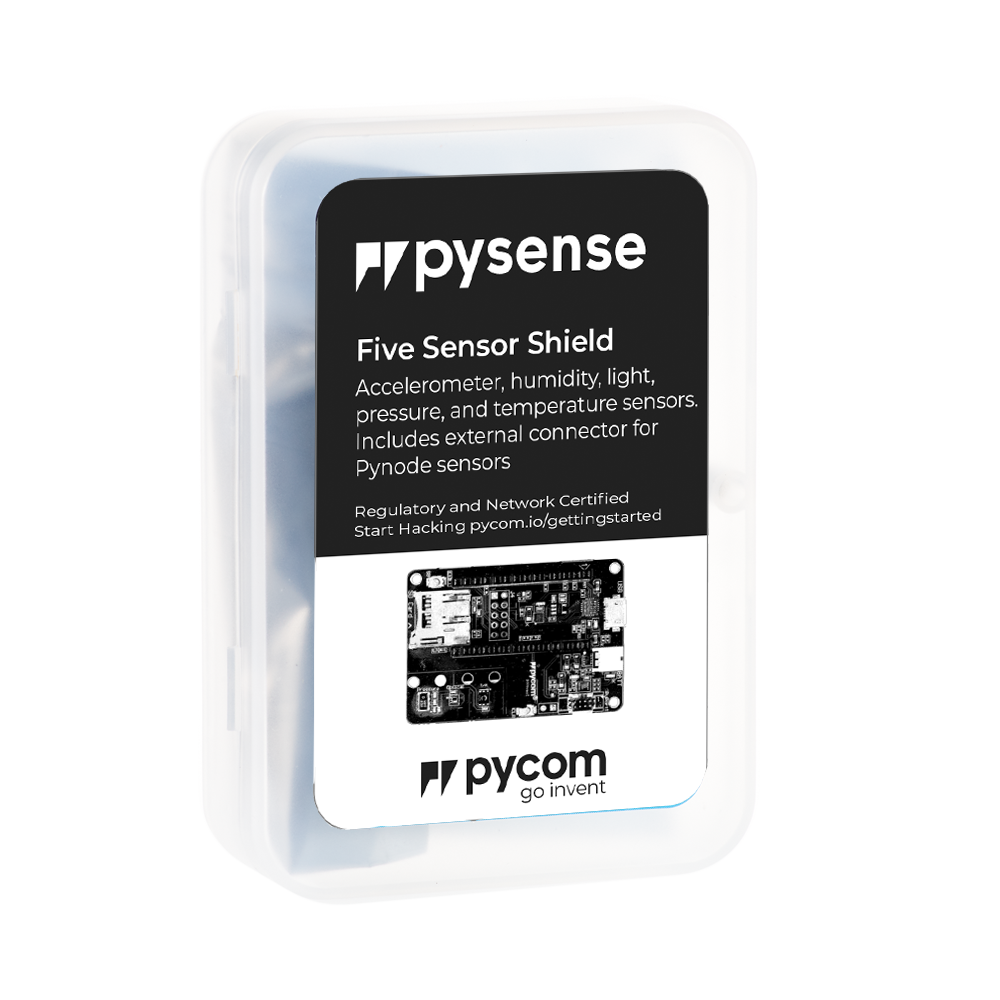 pysense
Five Sensor Shield
Accelerometer, humidity, light,
pressure, and temperature sensors.
Includes external connector for
Pynode sensors
Regulatory and Network Certified
Start Hacking pycom.io/gettingstarted
pycom
pycom
go invent